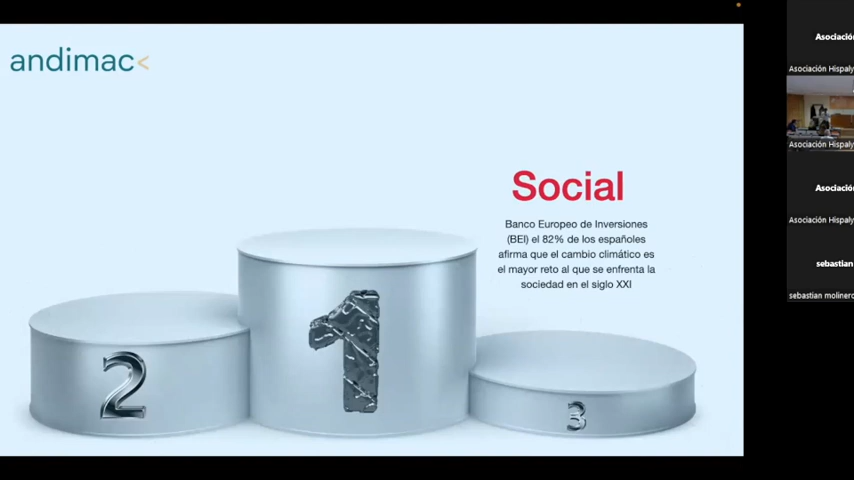 andimac<
Social
Banco Europeo de Inversiones
(BEI) el 82% de los españoles
afirma que el cambio climático es
el mayor reto al que se enfrenta la
sociedad en el siglo XXI
1
2
3
Asociación
Asociación Hispaly
Asociación Hispaly
Asociación
Asociación Hispaly
sebastian
sebastian molinero